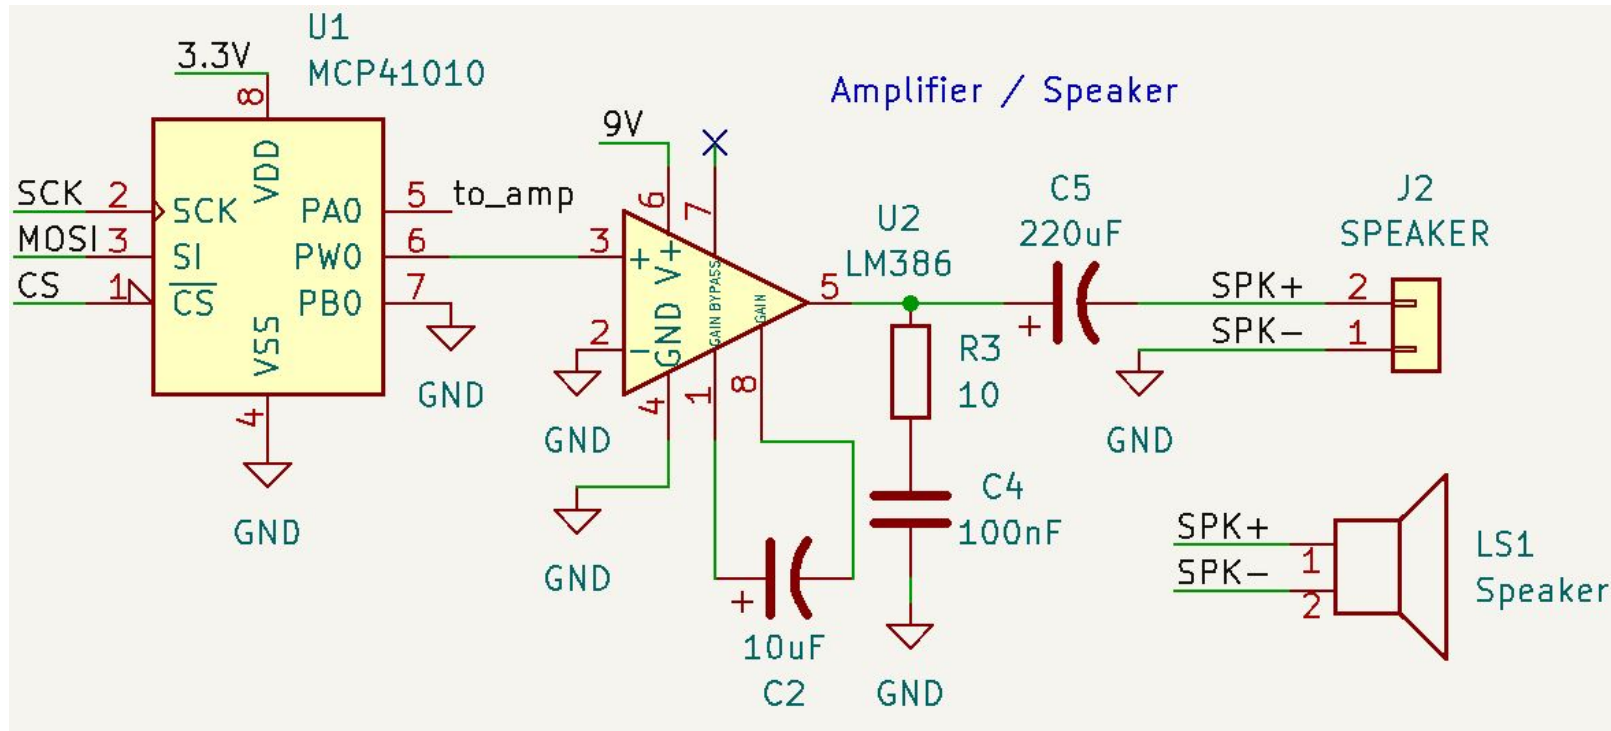 U1
MCP41010
3.3V
8
VDD
SCK 2
SCK
MOSI 3
SI
CS 1
CS
PA0
5
to_amp
PW0
6
PB0
7
GND
VSS
4
GND
Amplifier / Speaker
9V
6
7
3
+
V+
2
-
GND
GND
GAIN BYPASS
GAIN
U2
LM386
5
4
1
8
GND
+
10uF
C2
R3
10
C4
100nF
GND
C5
220uF
+
J2
SPEAKER
SPK+
2
SPK-
1
GND
SPK+
1
SPK-
2
LS1
Speaker